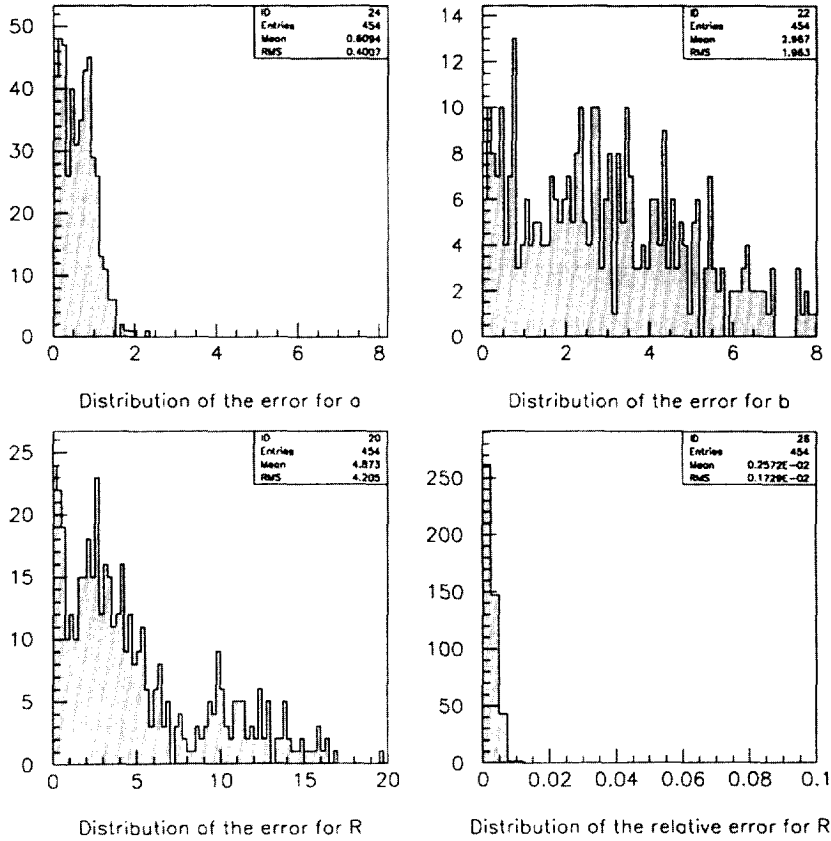 ID 24
Entries 454
Mean 0.6094
RMS 0.4007
50
40
30
20
10
0
0 2 4 6 8
Distribution of the error for a
ID 22
Entries 454
Mean 2.967
RMS 1.963
14
12
10
8
6
4
2
0
0 2 4 6 8
Distribution of the error for b
ID 20
Entries 454
Mean 4.873
RMS 4.205
25
20
15
10
5
0
0 5 10 15 20
Distribution of the error for R
ID 26
Entries 454
Mean 0.2572E-02
RMS 0.1729E-02
250
200
150
100
50
0
0 0.02 0.04 0.06 0.08 0.1
Distribution of the relative error for R